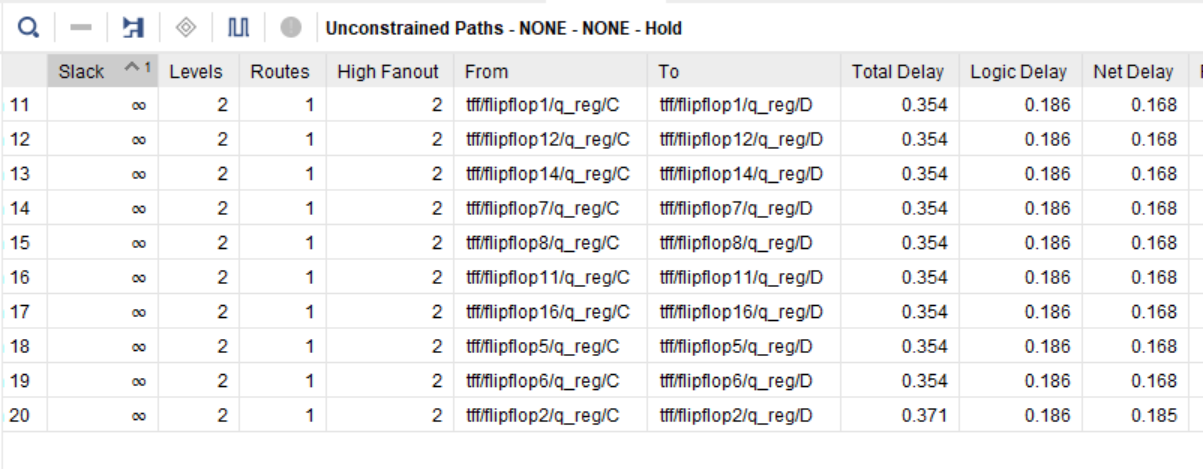 Unconstrained Paths - NONE - NONE - Hold
Slack ^ 1 Levels Routes High Fanout From To Total Delay Logic Delay Net Delay
11 ∞ 2 1 2 tff/flipflop1/q_reg/C tff/flipflop1/q_reg/D 0.354 0.186 0.168
12 ∞ 2 1 2 tff/flipflop12/q_reg/C tff/flipflop12/q_reg/D 0.354 0.186 0.168
13 ∞ 2 1 2 tff/flipflop14/q_reg/C tff/flipflop14/q_reg/D 0.354 0.186 0.168
14 ∞ 2 1 2 tff/flipflop7/q_reg/C tff/flipflop7/q_reg/D 0.354 0.186 0.168
15 ∞ 2 1 2 tff/flipflop8/q_reg/C tff/flipflop8/q_reg/D 0.354 0.186 0.168
16 ∞ 2 1 2 tff/flipflop11/q_reg/C tff/flipflop11/q_reg/D 0.354 0.186 0.168
17 ∞ 2 1 2 tff/flipflop16/q_reg/C tff/flipflop16/q_reg/D 0.354 0.186 0.168
18 ∞ 2 1 2 tff/flipflop5/q_reg/C tff/flipflop5/q_reg/D 0.354 0.186 0.168
19 ∞ 2 1 2 tff/flipflop6/q_reg/C tff/flipflop6/q_reg/D 0.354 0.186 0.168
20 ∞ 2 1 2 tff/flipflop2/q_reg/C tff/flipflop2/q_reg/D 0.371 0.186 0.185